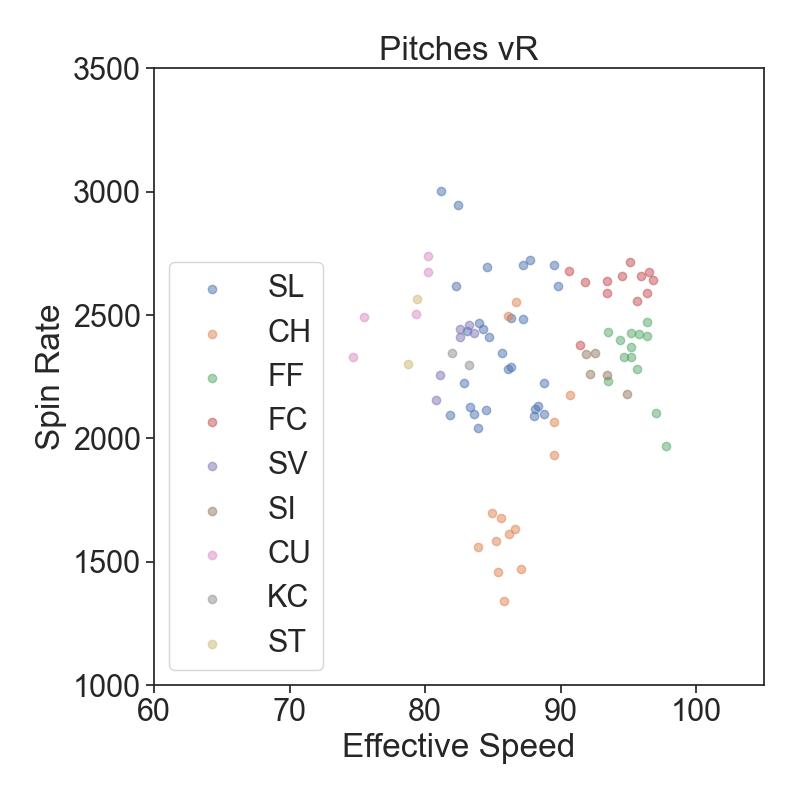 Pitches vR
3500
3000
2500
2000
1500
1000
Spin Rate
SL
CH
FF
FC
SV
SI
CU
KC
ST
60 70 80 90 100
Effective Speed